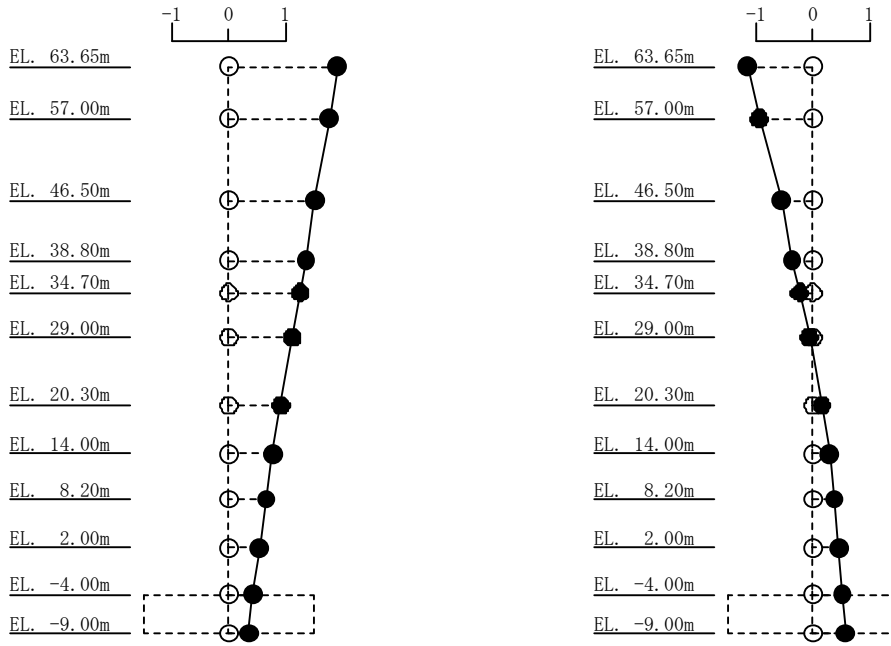 -1 0 1
EL. 63.65m
EL. 57.00m
EL. 46.50m
EL. 38.80m
EL. 34.70m
EL. 29.00m
EL. 20.30m
EL. 14.00m
EL. 8.20m
EL. 2.00m
EL. -4.00m
EL. -9.00m
-1 0 1
EL. 63.65m
EL. 57.00m
EL. 46.50m
EL. 38.80m
EL. 34.70m
EL. 29.00m
EL. 20.30m
EL. 14.00m
EL. 8.20m
EL. 2.00m
EL. -4.00m
EL. -9.00m